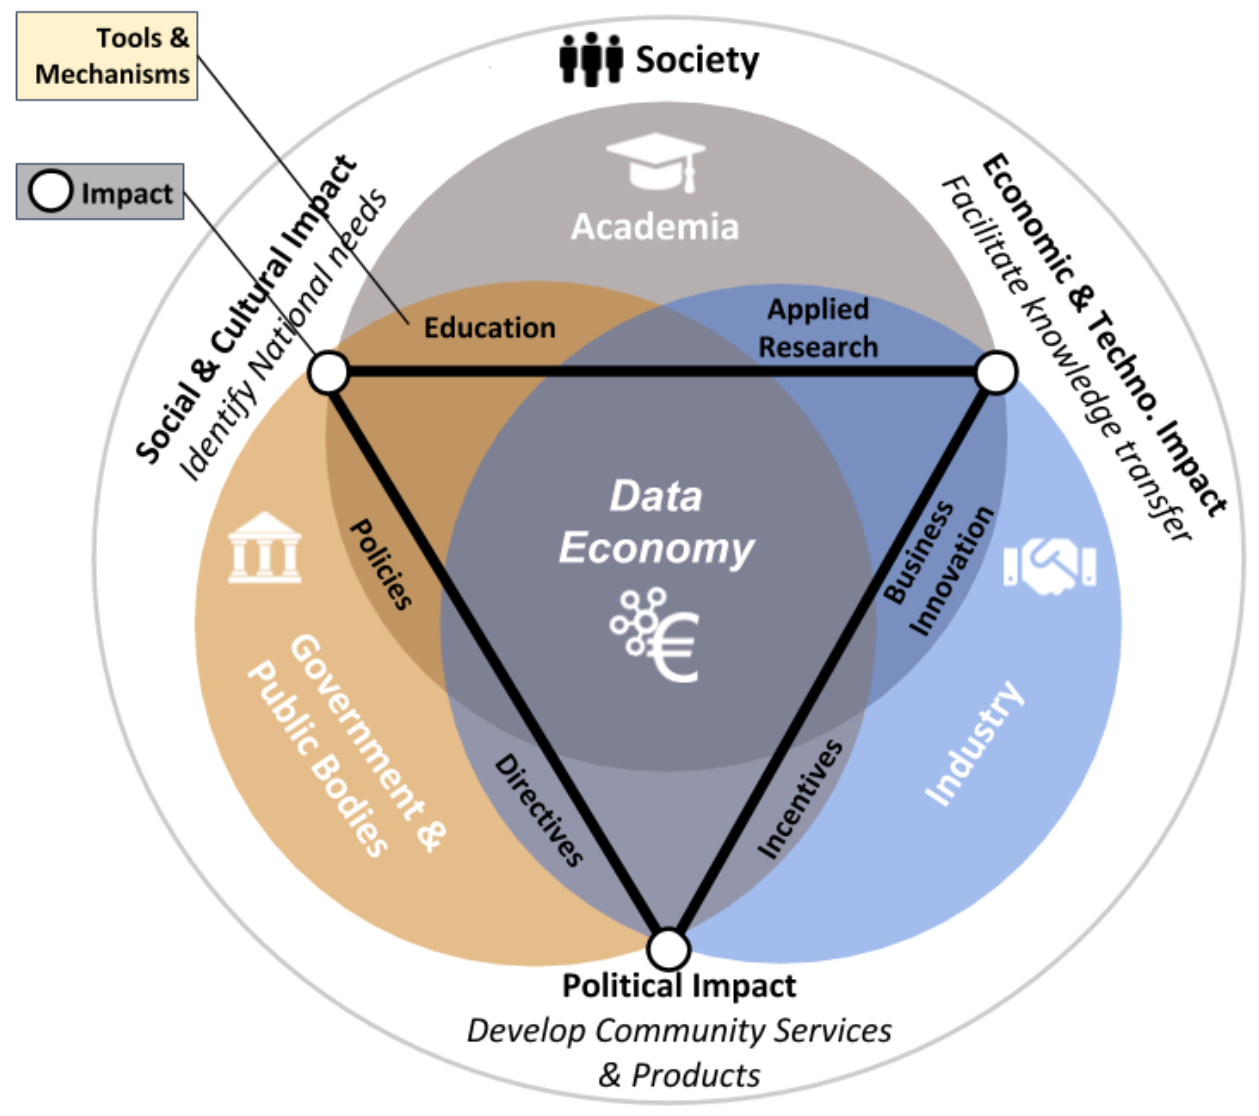 Tools &
Mechanisms
Society
Impact
Academia
Social & Cultural Impact
Identify National needs
Economic & Techno. Impact
Facilitate knowledge transfer
Education
Applied
Research
Data
Economy
€
Policies
Business
Innovation
Government &
Public Bodies
Industry
Directives
Incentives
Political Impact
Develop Community Services
& Products